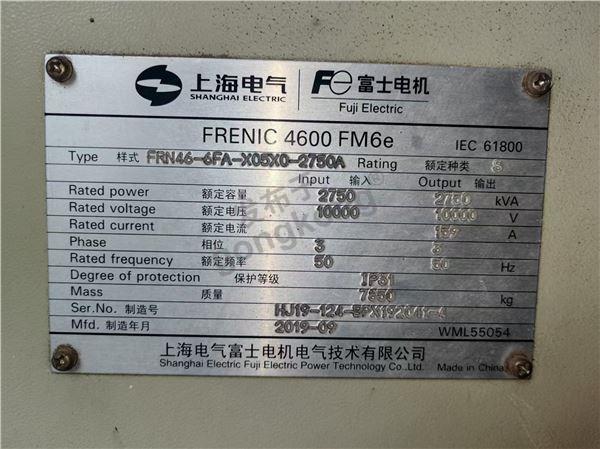 上海电气 Fe 富士电机
SHANGHAI ELECTRIC Fuji Electric
FRENIC 4600 FM6e IEC 61800
Type 样式 FRN46-6FA-X05X0-2750A Rating 额定种类 S
Input 输入 Output 输出
Rated power 额定容量 2750 2750 kVA
Rated voltage 额定电压 10000 10000 V
Rated current 额定电流 159 A
Phase 相位 3 3
Rated frequency 额定频率 50 50 Hz
Degree of protection 保护等级 IP31
Mass 质量 7850 kg
Ser.No. 制造号
Mfd. 制造年月 2019-09 WML55054
上海电气富士电机电气技术有限公司
Shanghai Electric Fuji Electric Power Technology Co.,Ltd. Made in China